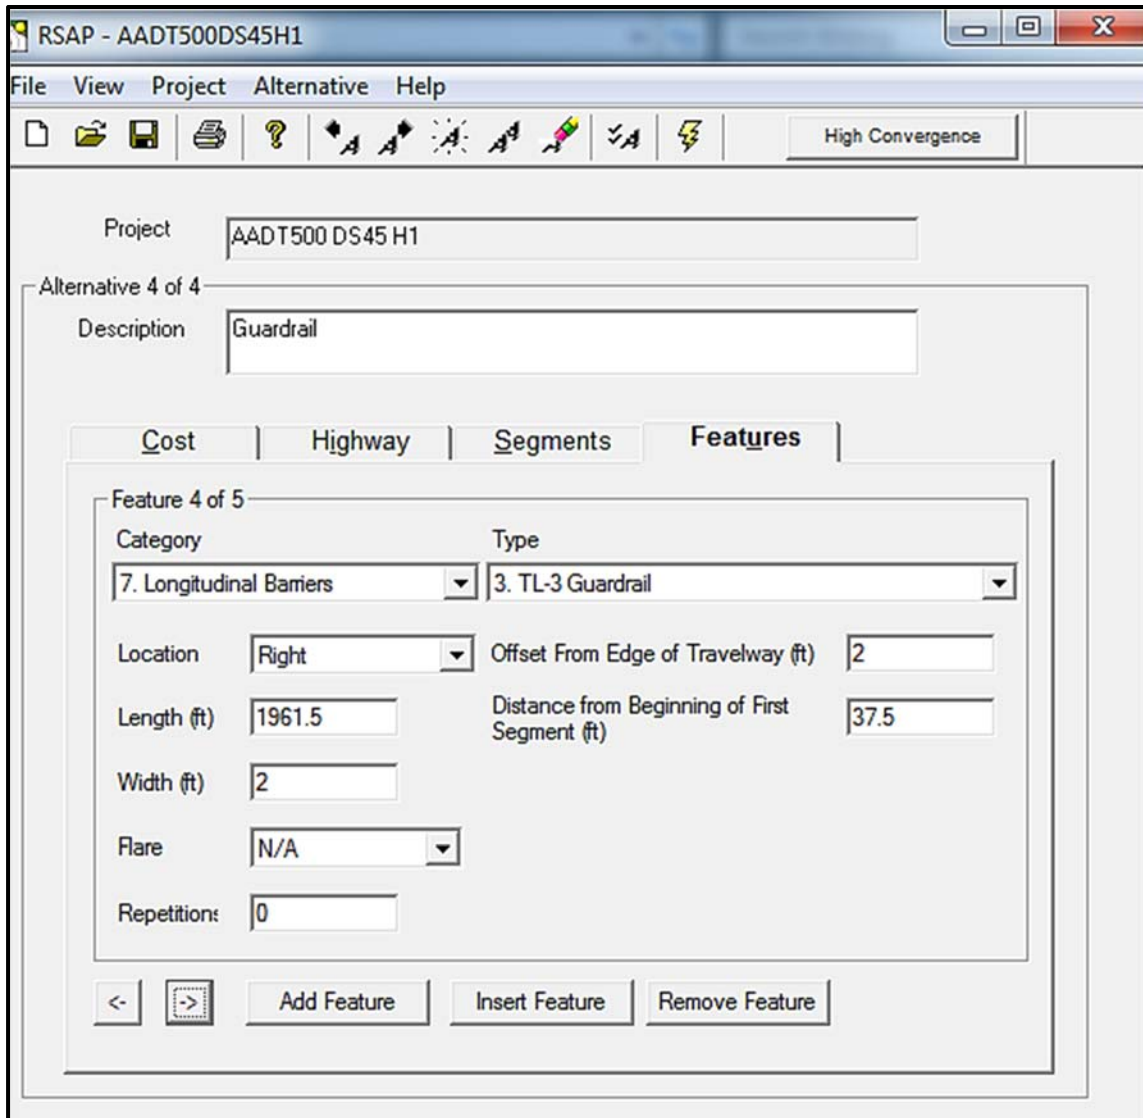 RSAP - AADT500DS45H1
File View Project Alternative Help
High Convergence
Project AADT500 DS45 H1
Alternative 4 of 4
Description Guardrail
Cost Highway Segments Features
Feature 4 of 5
Category Type
7. Longitudinal Barriers 3. TL-3 Guardrail
Location Right Offset From Edge of Travelway (ft) 2
Length (ft) 1961.5 Distance from Beginning of First
Segment (ft) 37.5
Width (ft) 2
Flare N/A
Repetitions 0
<- -> Add Feature Insert Feature Remove Feature